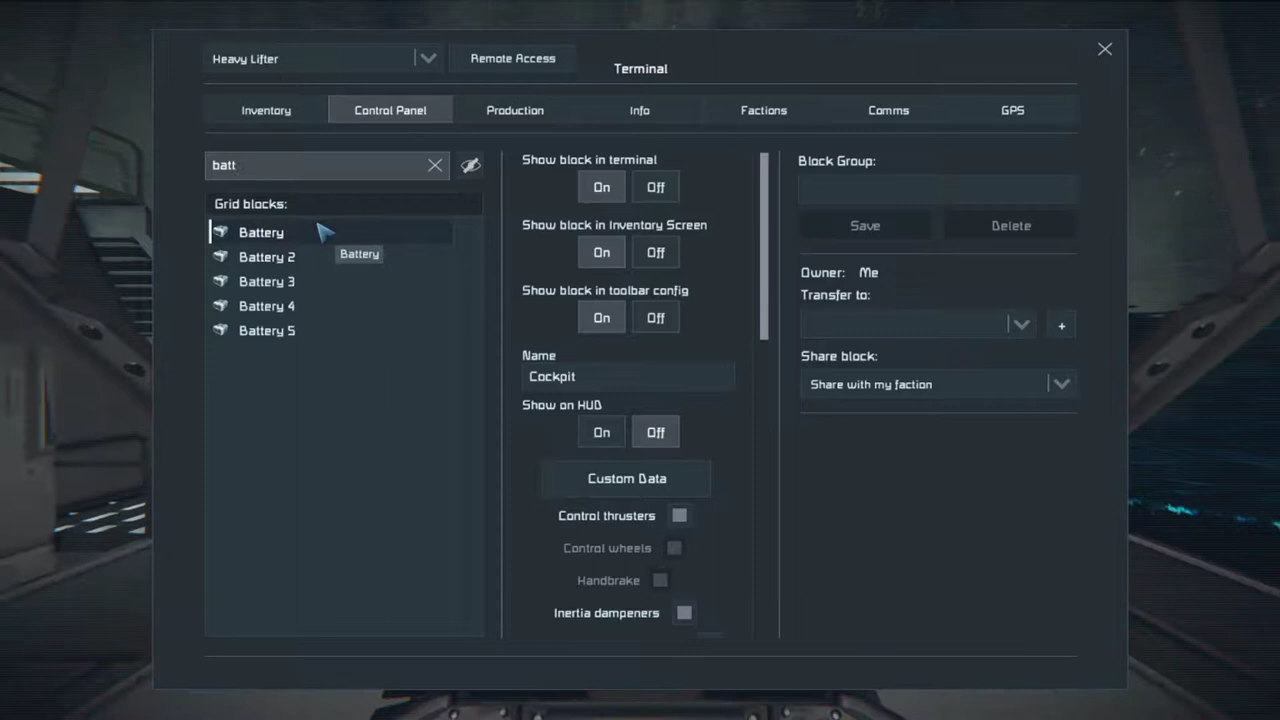 Heavy Lifter
Remote Access
Terminal
Inventory
Control Panel
Production
Info
Factions
Comms
GPS
batt
Grid blocks:
Battery
Battery 2
Battery 3
Battery 4
Battery 5
Battery
Show block in terminal
On Off
Show block in Inventory Screen
On Off
Show block in toolbar config
On Off
Name
Cockpit
Show on HUD
On Off
Custom Data
Control thrusters
Control wheels
Handbrake
Inertia dampeners
Block Group:
Save Delete
Owner: Me
Transfer to:
+
Share block:
Share with my faction